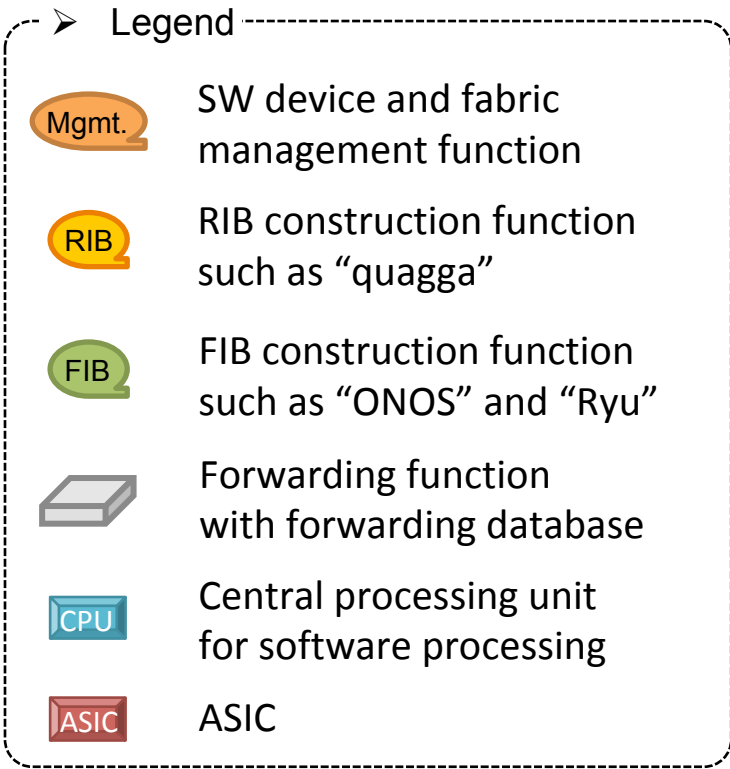 ➢ Legend
Mgmt.
SW device and fabric
management function
RIB
RIB construction function
such as “quagga”
FIB
FIB construction function
such as “ONOS” and “Ryu”
Forwarding function
with forwarding database
CPU
Central processing unit
for software processing
ASIC
ASIC